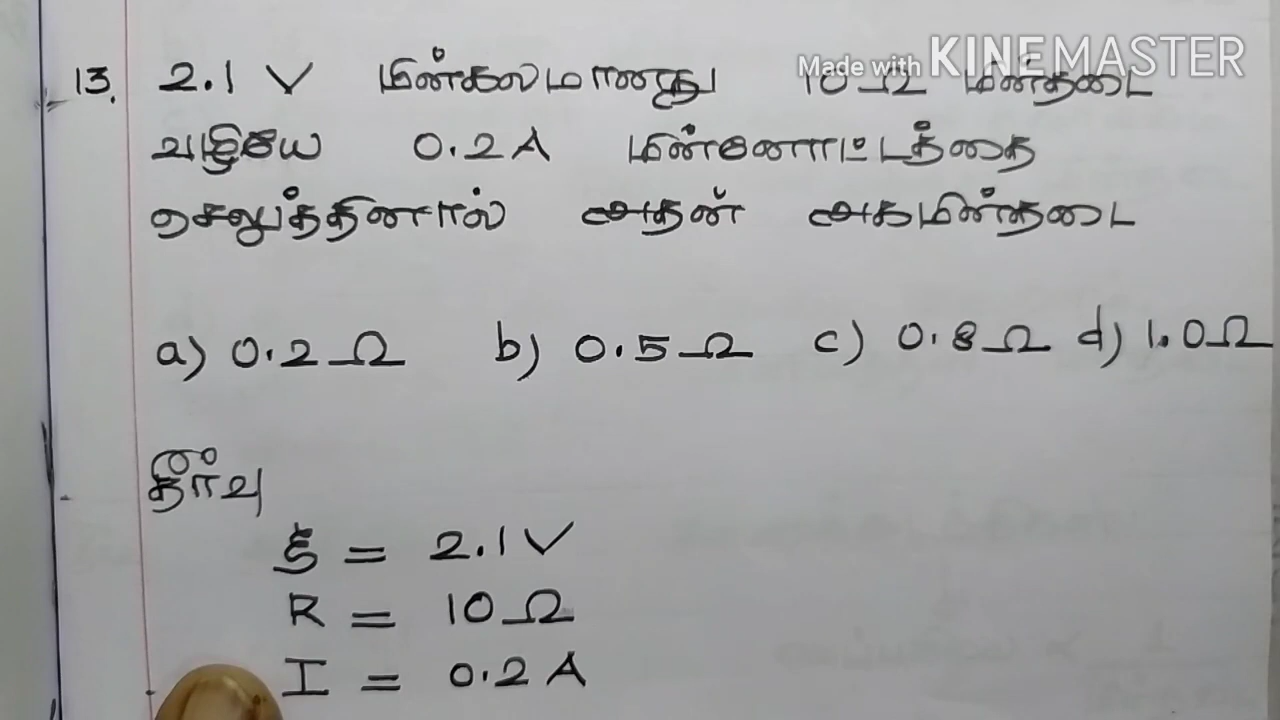 Made with KINEMASTER
13. 2.1 V மின்கலமானது 10Ω மின்தடை
வழியே 0.2A மின்னோட்டத்தை
செலுத்தினால் அதன் அகமின்தடை
a) 0.2Ω b) 0.5Ω c) 0.8Ω d) 1.0Ω
தீர்வு
ξ = 2.1V
R = 10Ω
I = 0.2A